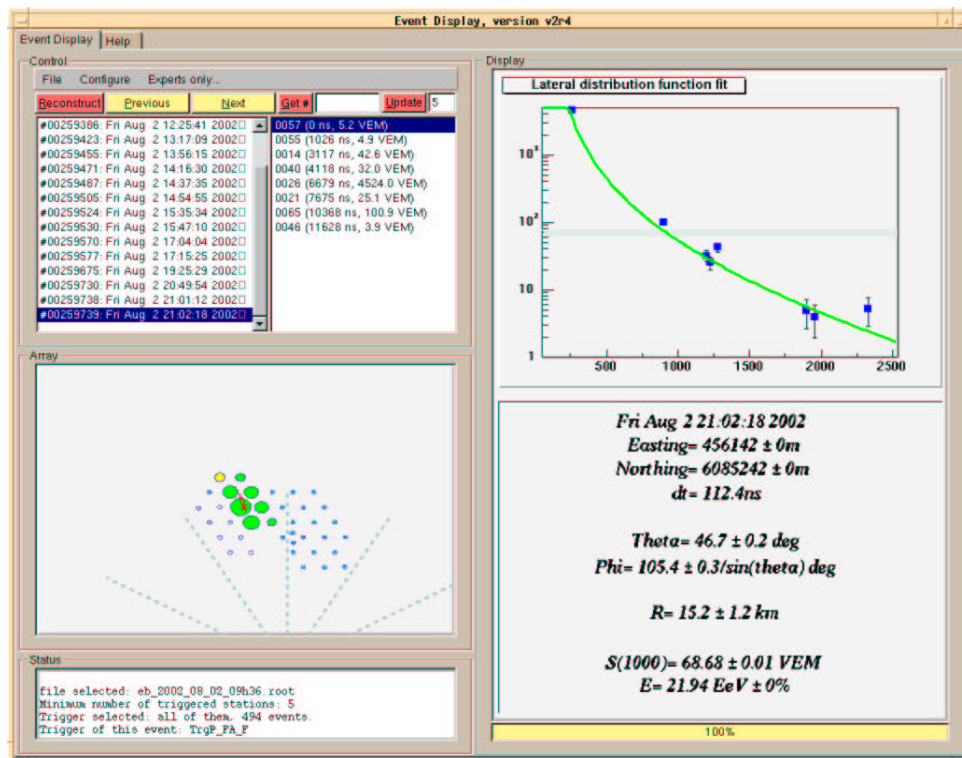 Event Display, version v2r4
Event Display Help
Control
File Configure Experts only...
Reconstruct Previous Next Get # Update 5
#00259386: Fri Aug 2 12:25:41 2002
#00259423: Fri Aug 2 13:17:09 2002
#00259455: Fri Aug 2 13:56:15 2002
#00259471: Fri Aug 2 14:16:30 2002
#00259487: Fri Aug 2 14:37:35 2002
#00259505: Fri Aug 2 14:54:55 2002
#00259524: Fri Aug 2 15:35:34 2002
#00259530: Fri Aug 2 15:47:10 2002
#00259570: Fri Aug 2 17:04:04 2002
#00259577: Fri Aug 2 17:15:25 2002
#00259675: Fri Aug 2 19:25:29 2002
#00259730: Fri Aug 2 20:49:54 2002
#00259738: Fri Aug 2 21:01:12 2002
#00259739: Fri Aug 2 21:02:18 2002
0057 (0 ns, 5.2 VEM)
0055 (1026 ns, 4.9 VEM)
0014 (3117 ns, 42.6 VEM)
0040 (4118 ns, 32.0 VEM)
0026 (6679 ns, 4524.0 VEM)
0021 (7675 ns, 25.1 VEM)
0065 (10368 ns, 100.9 VEM)
0046 (11628 ns, 3.9 VEM)
Array
Status
file selected: eb_2002_08_02_09h36.root
Minimum number of triggered stations: 5
Trigger selected: all of them, 494 events.
Trigger of this event: TrgP_FA_F
Display
Lateral distribution function fit
10³
10²
10
1
500 1000 1500 2000 2500
Fri Aug 2 21:02:18 2002
Easting= 456142 ± 0m
Northing= 6085242 ± 0m
dt= 112.4ns
Theta= 46.7 ± 0.2 deg
Phi= 105.4 ± 0.3/sin(theta) deg
R= 15.2 ± 1.2 km
S(1000)= 68.68 ± 0.01 VEM
E= 21.94 EeV ± 0%
100%